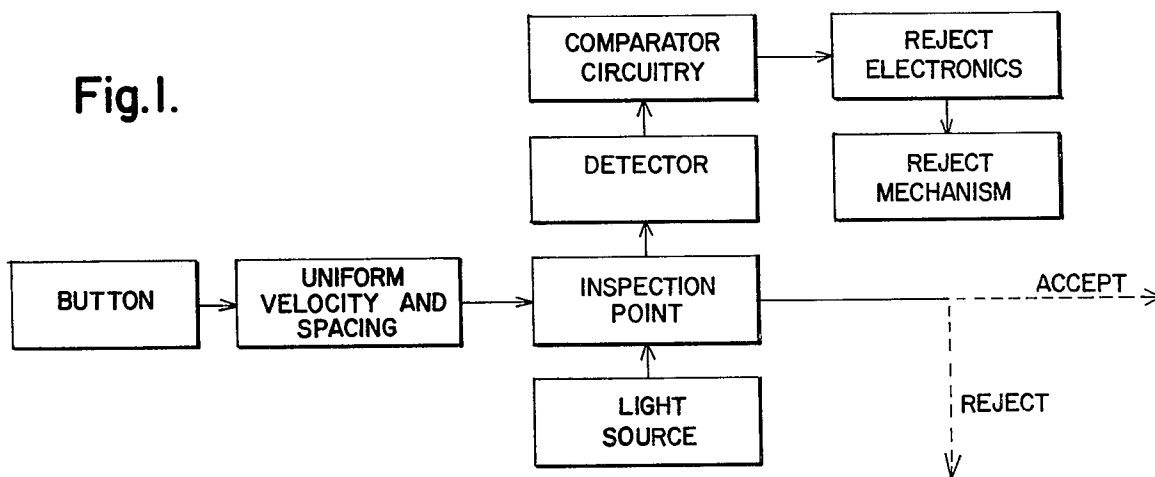 Fig.1.
COMPARATOR
CIRCUITRY
REJECT
ELECTRONICS
DETECTOR
REJECT
MECHANISM
BUTTON
UNIFORM
VELOCITY AND
SPACING
INSPECTION
POINT
ACCEPT
REJECT
LIGHT
SOURCE